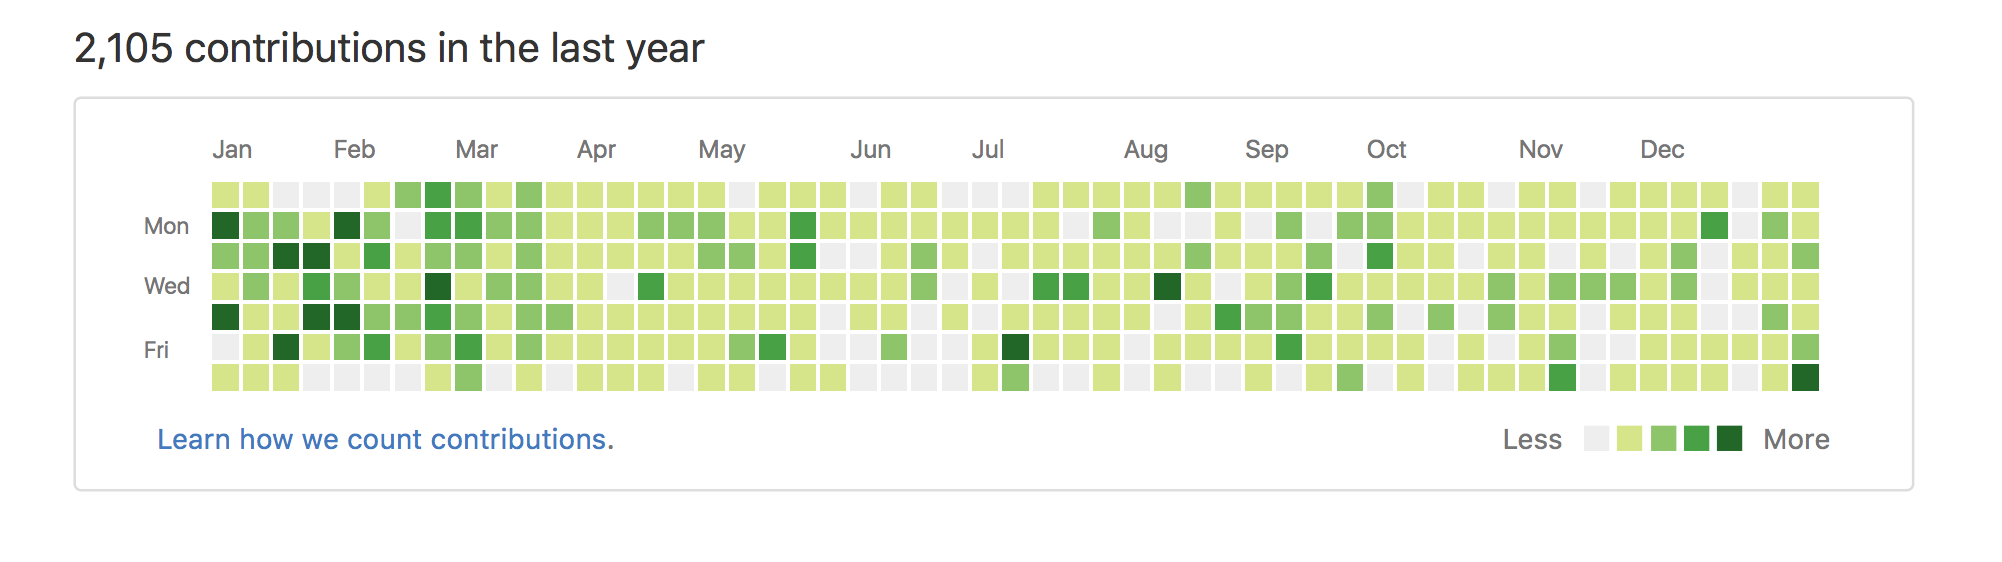 2,105 contributions in the last year
Jan Feb Mar Apr May Jun Jul Aug Sep Oct Nov Dec
Mon
Wed
Fri
Learn how we count contributions.
Less More